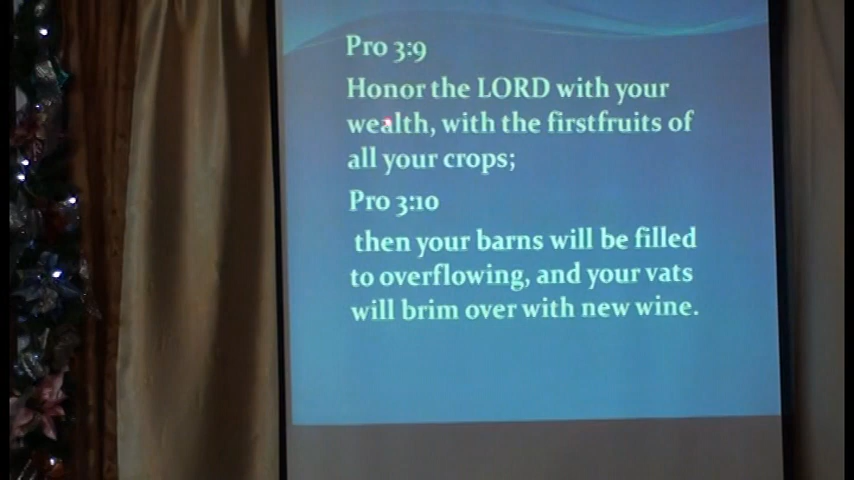 Pro 3:9
Honor the LORD with your
wealth, with the firstfruits of
all your crops;
Pro 3:10
then your barns will be filled
to overflowing, and your vats
will brim over with new wine.